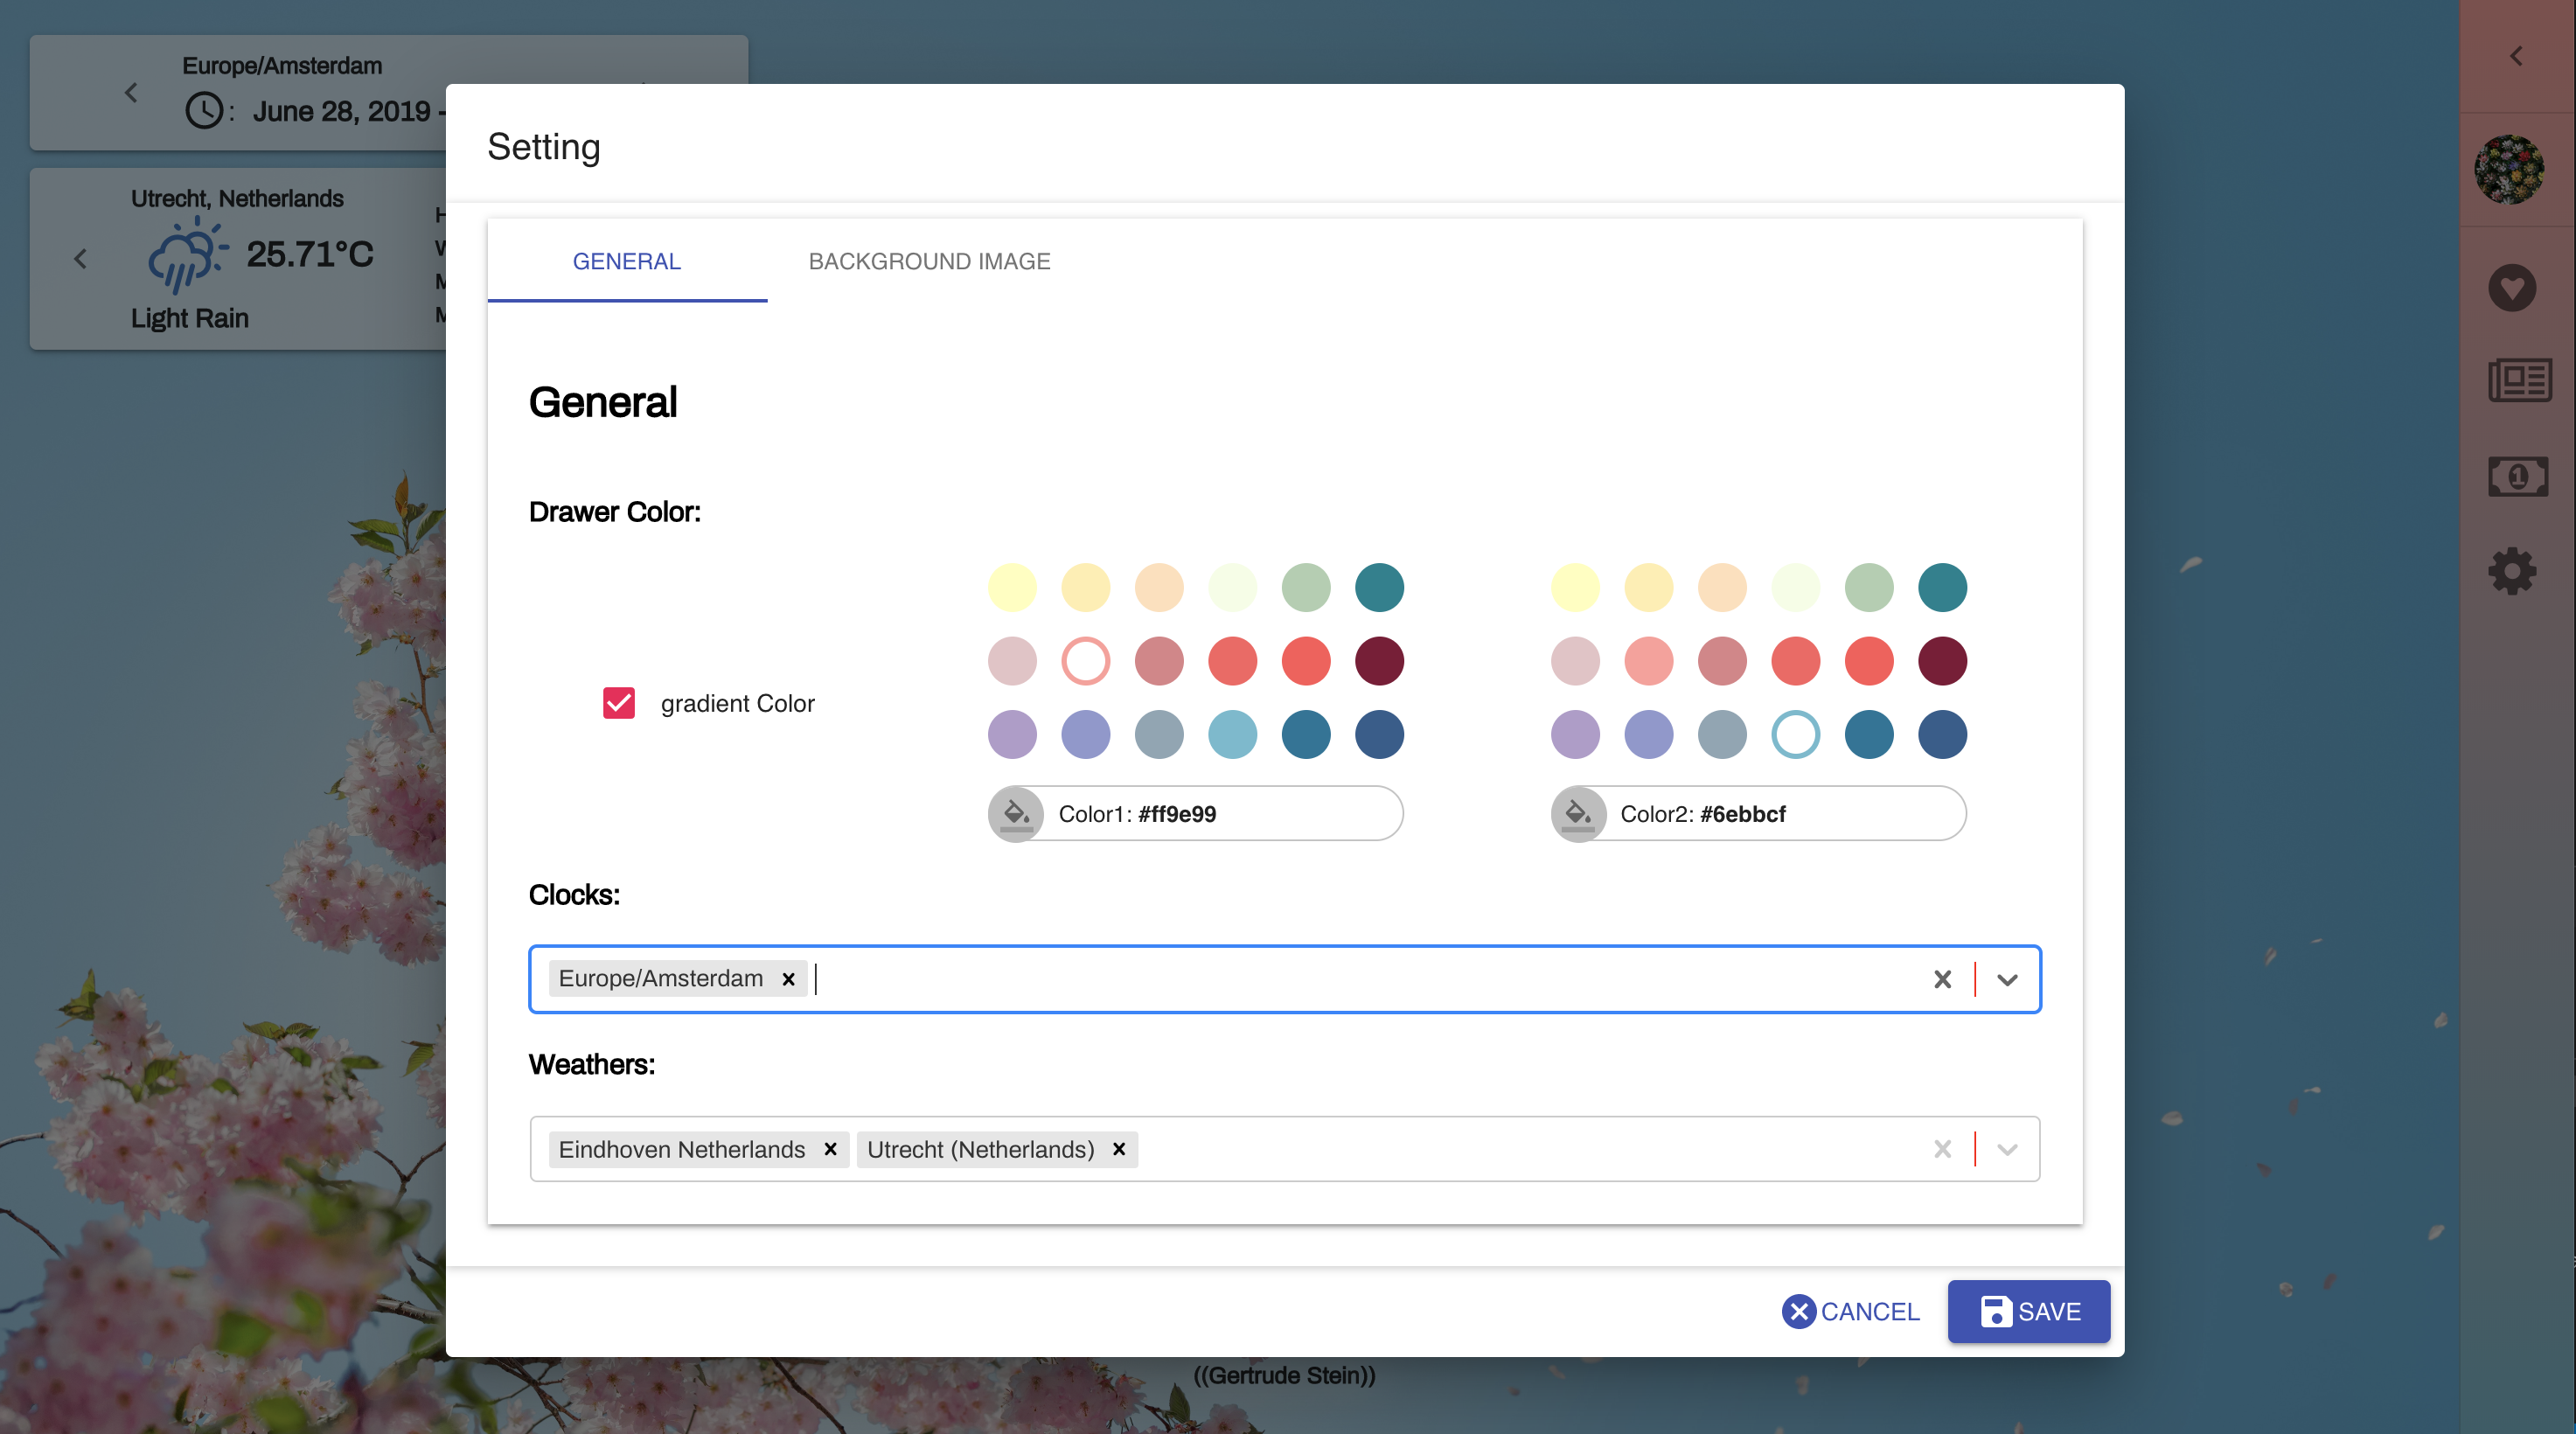 Europe/Amsterdam
: June 28, 2019 -
Utrecht, Netherlands
25.71°C
Light Rain
H
W
M
M
Setting
GENERAL
BACKGROUND IMAGE
General
Drawer Color:
gradient Color
Color1: #ff9e99
Color2: #6ebbcf
Clocks:
Europe/Amsterdam
Weathers:
Eindhoven Netherlands
Utrecht (Netherlands)
CANCEL
SAVE
((Gertrude Stein))
1